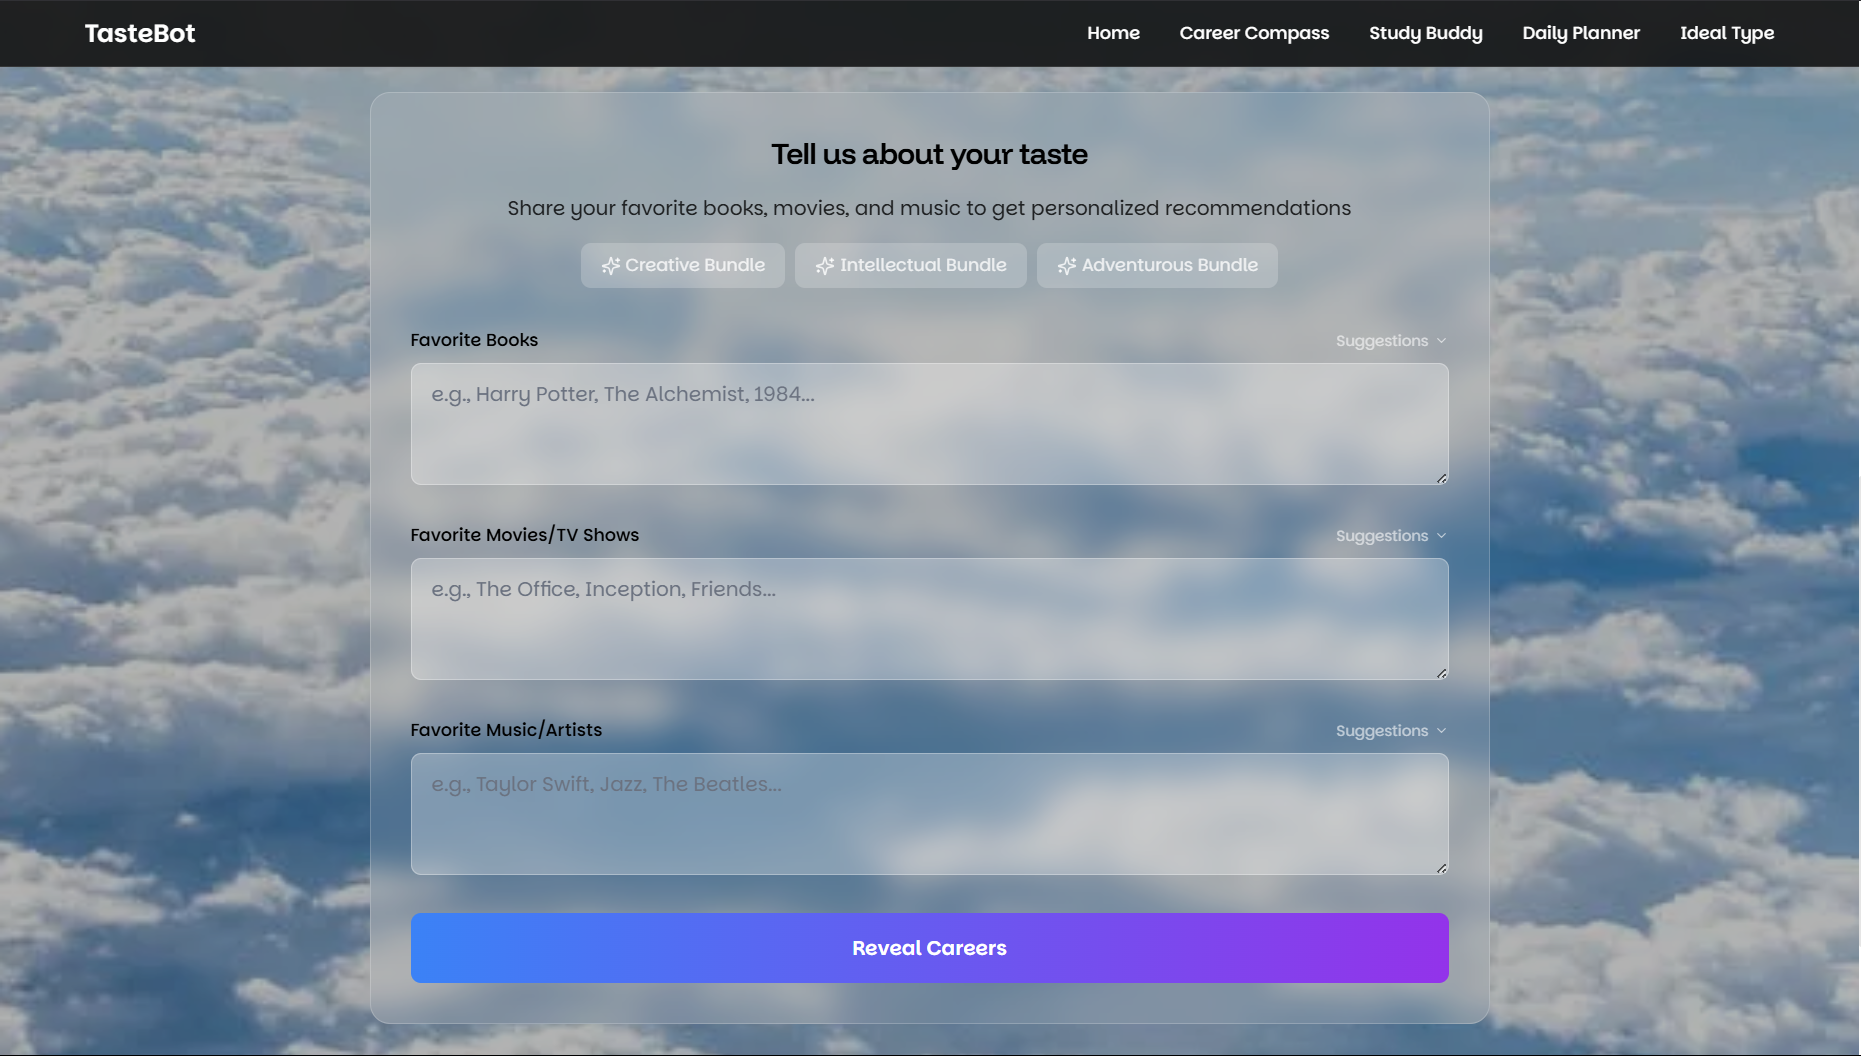 TasteBot
Home Career Compass Study Buddy Daily Planner Ideal Type
Tell us about your taste
Share your favorite books, movies, and music to get personalized recommendations
Creative Bundle Intellectual Bundle Adventurous Bundle
Favorite Books Suggestions
e.g., Harry Potter, The Alchemist, 1984...
Favorite Movies/TV Shows Suggestions
e.g., The Office, Inception, Friends...
Favorite Music/Artists Suggestions
e.g., Taylor Swift, Jazz, The Beatles...
Reveal Careers